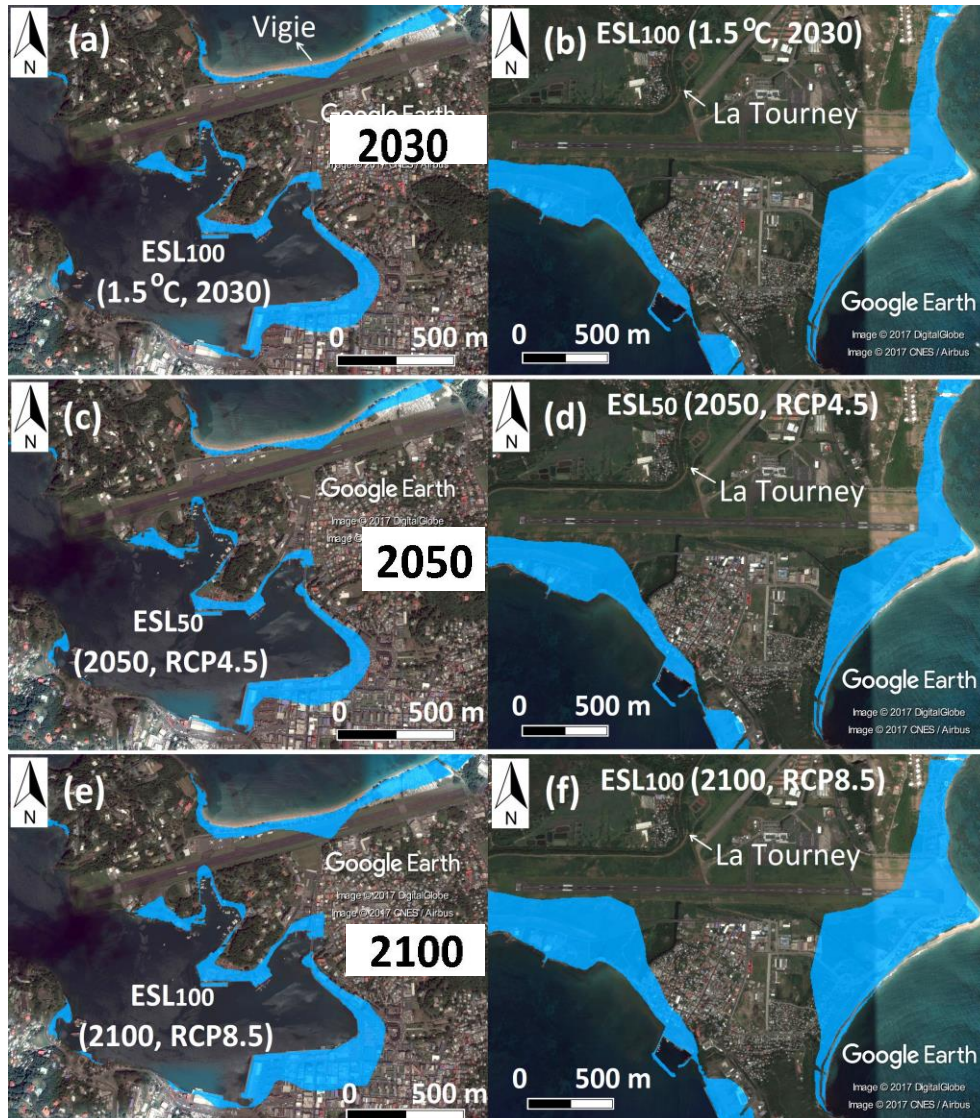 (a)
N
Vigie
Google Earth
2030
ESL100
(1.5 °C, 2030)
0 500 m
(b)
N
ESL100 (1.5 °C, 2030)
La Tourney
0 500 m
Google Earth
Image © 2017 DigitalGlobe
Image © 2017 CNES / Airbus
(c)
N
Google Earth
Image © 2017 DigitalGlobe
2050
ESL50
(2050, RCP4.5)
0 500 m
(d)
N
ESL50 (2050, RCP4.5)
La Tourney
0 500 m
Google Earth
Image © 2017 DigitalGlobe
Image © 2017 CNES / Airbus
(e)
N
Google Earth
Image © 2017 DigitalGlobe
Image © 2017 CNES / Airbus
2100
ESL100
(2100, RCP8.5)
0 500 m
(f)
N
ESL100 (2100, RCP8.5)
La Tourney
0 500 m
Google Earth
Image © 2017 DigitalGlobe
Image © 2017 CNES / Airbus